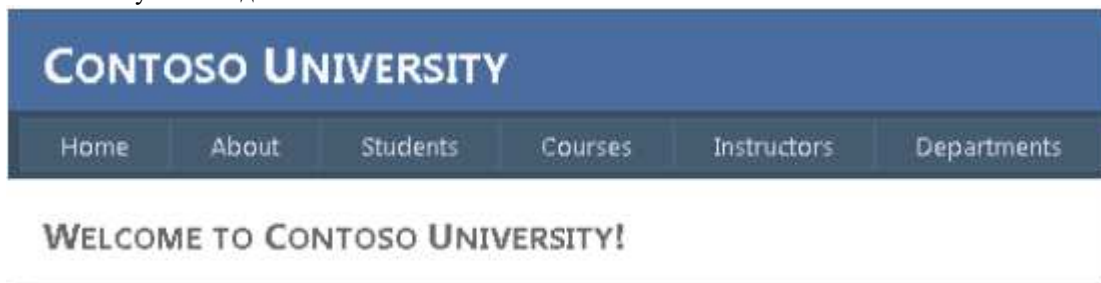 CONTOSO UNIVERSITY
Home About Students Courses Instructors Departments
WELCOME TO CONTOSO UNIVERSITY!